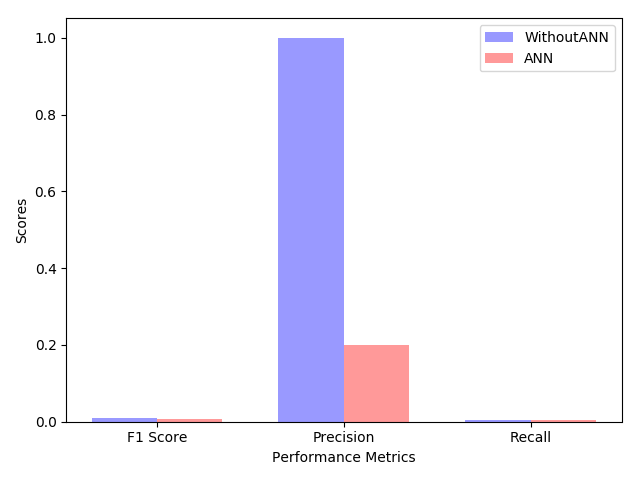 WithoutANN
ANN
1.0
0.8
0.6
0.4
0.2
0.0
Scores
F1 Score Precision Recall
Performance Metrics